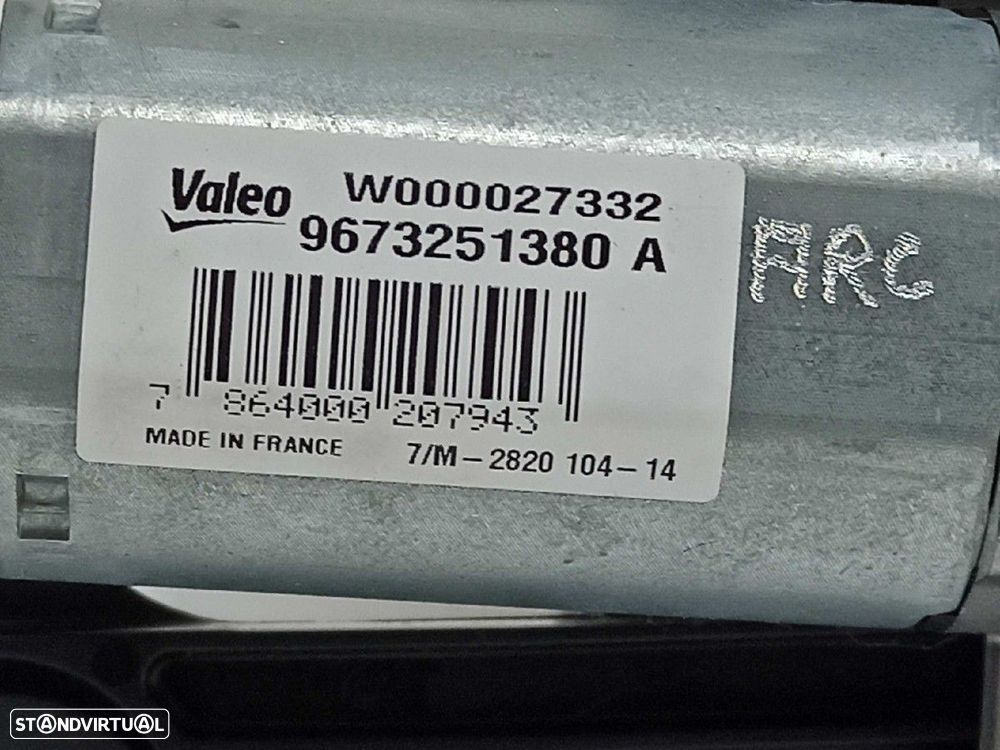 Valeo W000027332
9673251380 A
ARC
7 864000 207943
MADE IN FRANCE 7/M-2820 104-14
STANDVIRTUAL